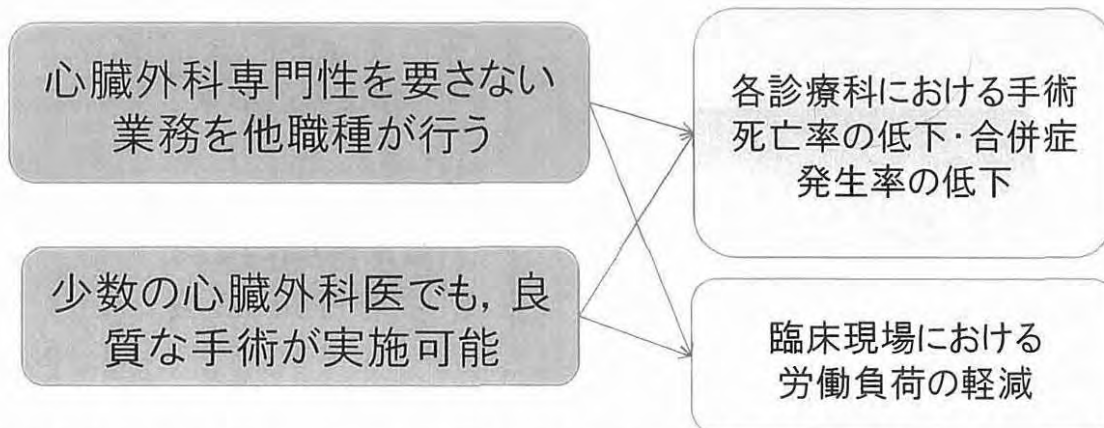 心臓外科専門性を要さない
業務を他職種が行う
少数の心臓外科医でも，良
質な手術が実施可能
各診療科における手術
死亡率の低下・合併症
発生率の低下
臨床現場における
労働負荷の軽減